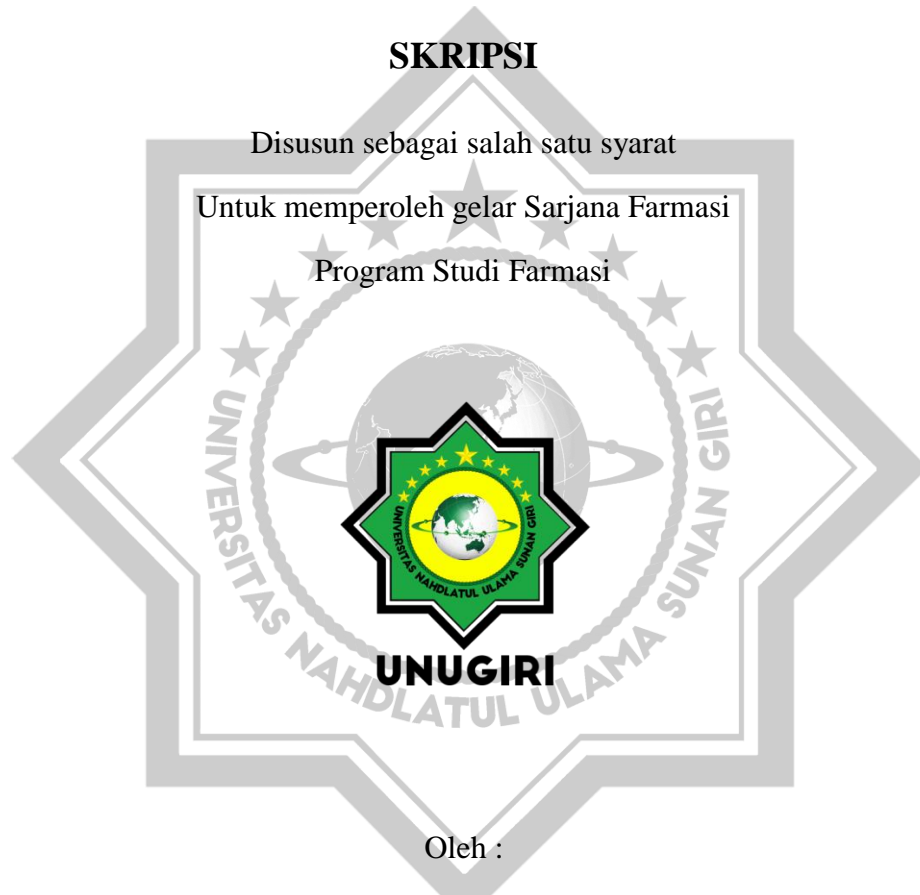 SKRIPSI
Disusun sebagai salah satu syarat
Untuk memperoleh gelar Sarjana Farmasi
Program Studi Farmasi
UNIVERSITAS NAHDLATUL ULAMA SUNAN GIRI
UNIVERSITAS NAHDLATUL ULAMA SUNAN GIRI
UNUGIRI
Oleh :